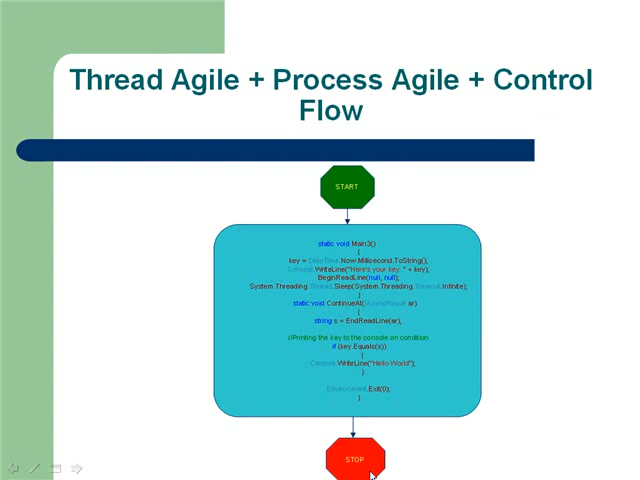 Thread Agile + Process Agile + Control
Flow
START
static void Main3()
{
key = DateTime.Now.Millisecond.ToString();
Console.WriteLine("Here's your key: " + key);
BeginReadLine(null, null);
System.Threading.Thread.Sleep(System.Threading.Timeout.Infinite);
}
static void ContinueAt(IAsyncResult ar)
{
string s = EndReadLine(ar);
//Printing the key to the console on condition
if (key.Equals(s))
{
Console.WriteLine("Hello World");
}
Environment.Exit(0);
}
STOP